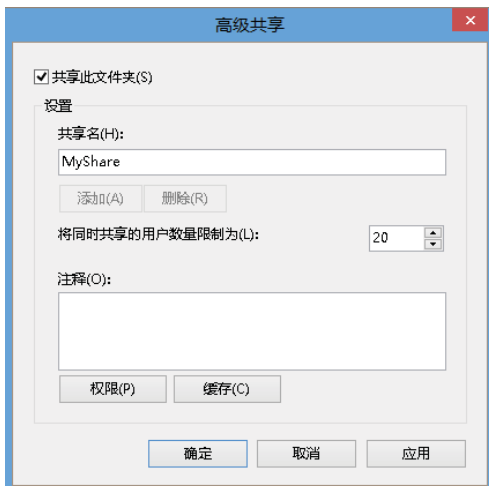 高级共享
共享此文件夹(S)
设置
共享名(H):
MyShare
添加(A) 删除(R)
将同时共享的用户数量限制为(L): 20
注释(O):
权限(P) 缓存(C)
确定 取消 应用